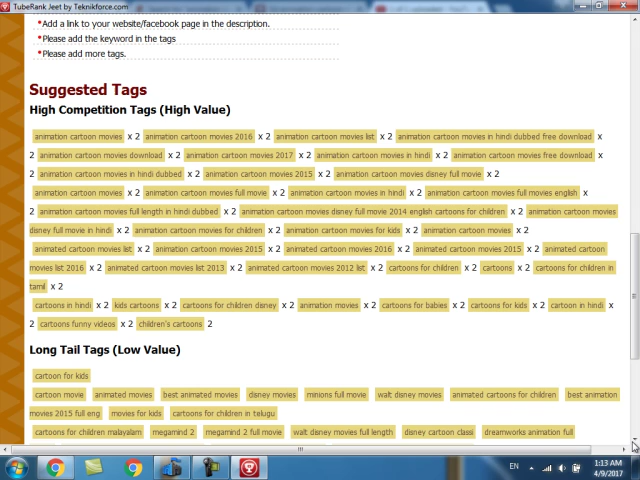 TubeRank Jeet by Teknikforce.com
Add a link to your website/facebook page in the description.
Please add the keyword in the tags
Please add more tags.
Suggested Tags
High Competition Tags (High Value)
animation cartoon movies x 2 animation cartoon movies 2016 x 2 animation cartoon movies list x 2 animation cartoon movies in hindi dubbed free download x
2 animation cartoon movies download x 2 animation cartoon movies 2017 x 2 animation cartoon movies in hindi x 2 animation cartoon movies free download x
2 animation cartoon movies in hindi dubbed x 2 animation cartoon movies 2015 x 2 animation cartoon movies disney full movie x 2
animation cartoon movies x 2 animation cartoon movies full movie x 2 animation cartoon movies in hindi x 2 animation cartoon movies full movies english x
2 animation cartoon movies full length in hindi dubbed x 2 animation cartoon movies disney full movie 2014 english cartoons for children x 2 animation cartoon movies
disney full movie in hindi x 2 animation cartoon movies for children x 2 animation cartoon movies for kids x 2 animation cartoon movies x 2
animated cartoon movies list x 2 animation cartoon movies 2015 x 2 animated cartoon movies 2016 x 2 animated cartoon movies 2015 x 2 animated cartoon
movies list 2016 x 2 animated cartoon movies list 2013 x 2 animated cartoon movies 2012 list x 2 cartoons for children x 2 cartoons x 2 cartoons for children in
tamil x 2
cartoons in hindi x 2 kids cartoons x 2 cartoons for children disney x 2 animation movies x 2 cartoons for babies x 2 cartoons for kids x 2 cartoon in hindi x
2 cartoons funny videos x 2 children's cartoons 2
Long Tail Tags (Low Value)
cartoon for kids
cartoon movie animated movies best animated movies disney movies minions full movie walt disney movies animated cartoons for children best animation
movies 2015 full eng movies for kids cartoons for children in telugu
cartoons for children malayalam megamind 2 megamind 2 full movie walt disney movies full length disney cartoon classi dreamworks animation full
EN
1:13 AM
4/9/2017